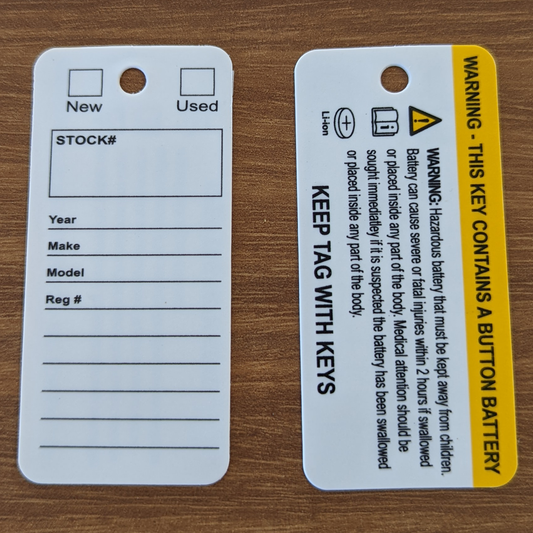 New
Used
STOCK#
Year
Make
Model
Reg #
WARNING - THIS KEY CONTAINS A BUTTON BATTERY
WARNING: Hazardous battery that must be kept away from children.
Battery can cause severe or fatal injuries within 2 hours if swallowed
or placed inside any part of the body. Medical attention should be
sought immediatley if it is suspected the battery has been swallowed
or placed inside any part of the body.
Li-ion
KEEP TAG WITH KEYS